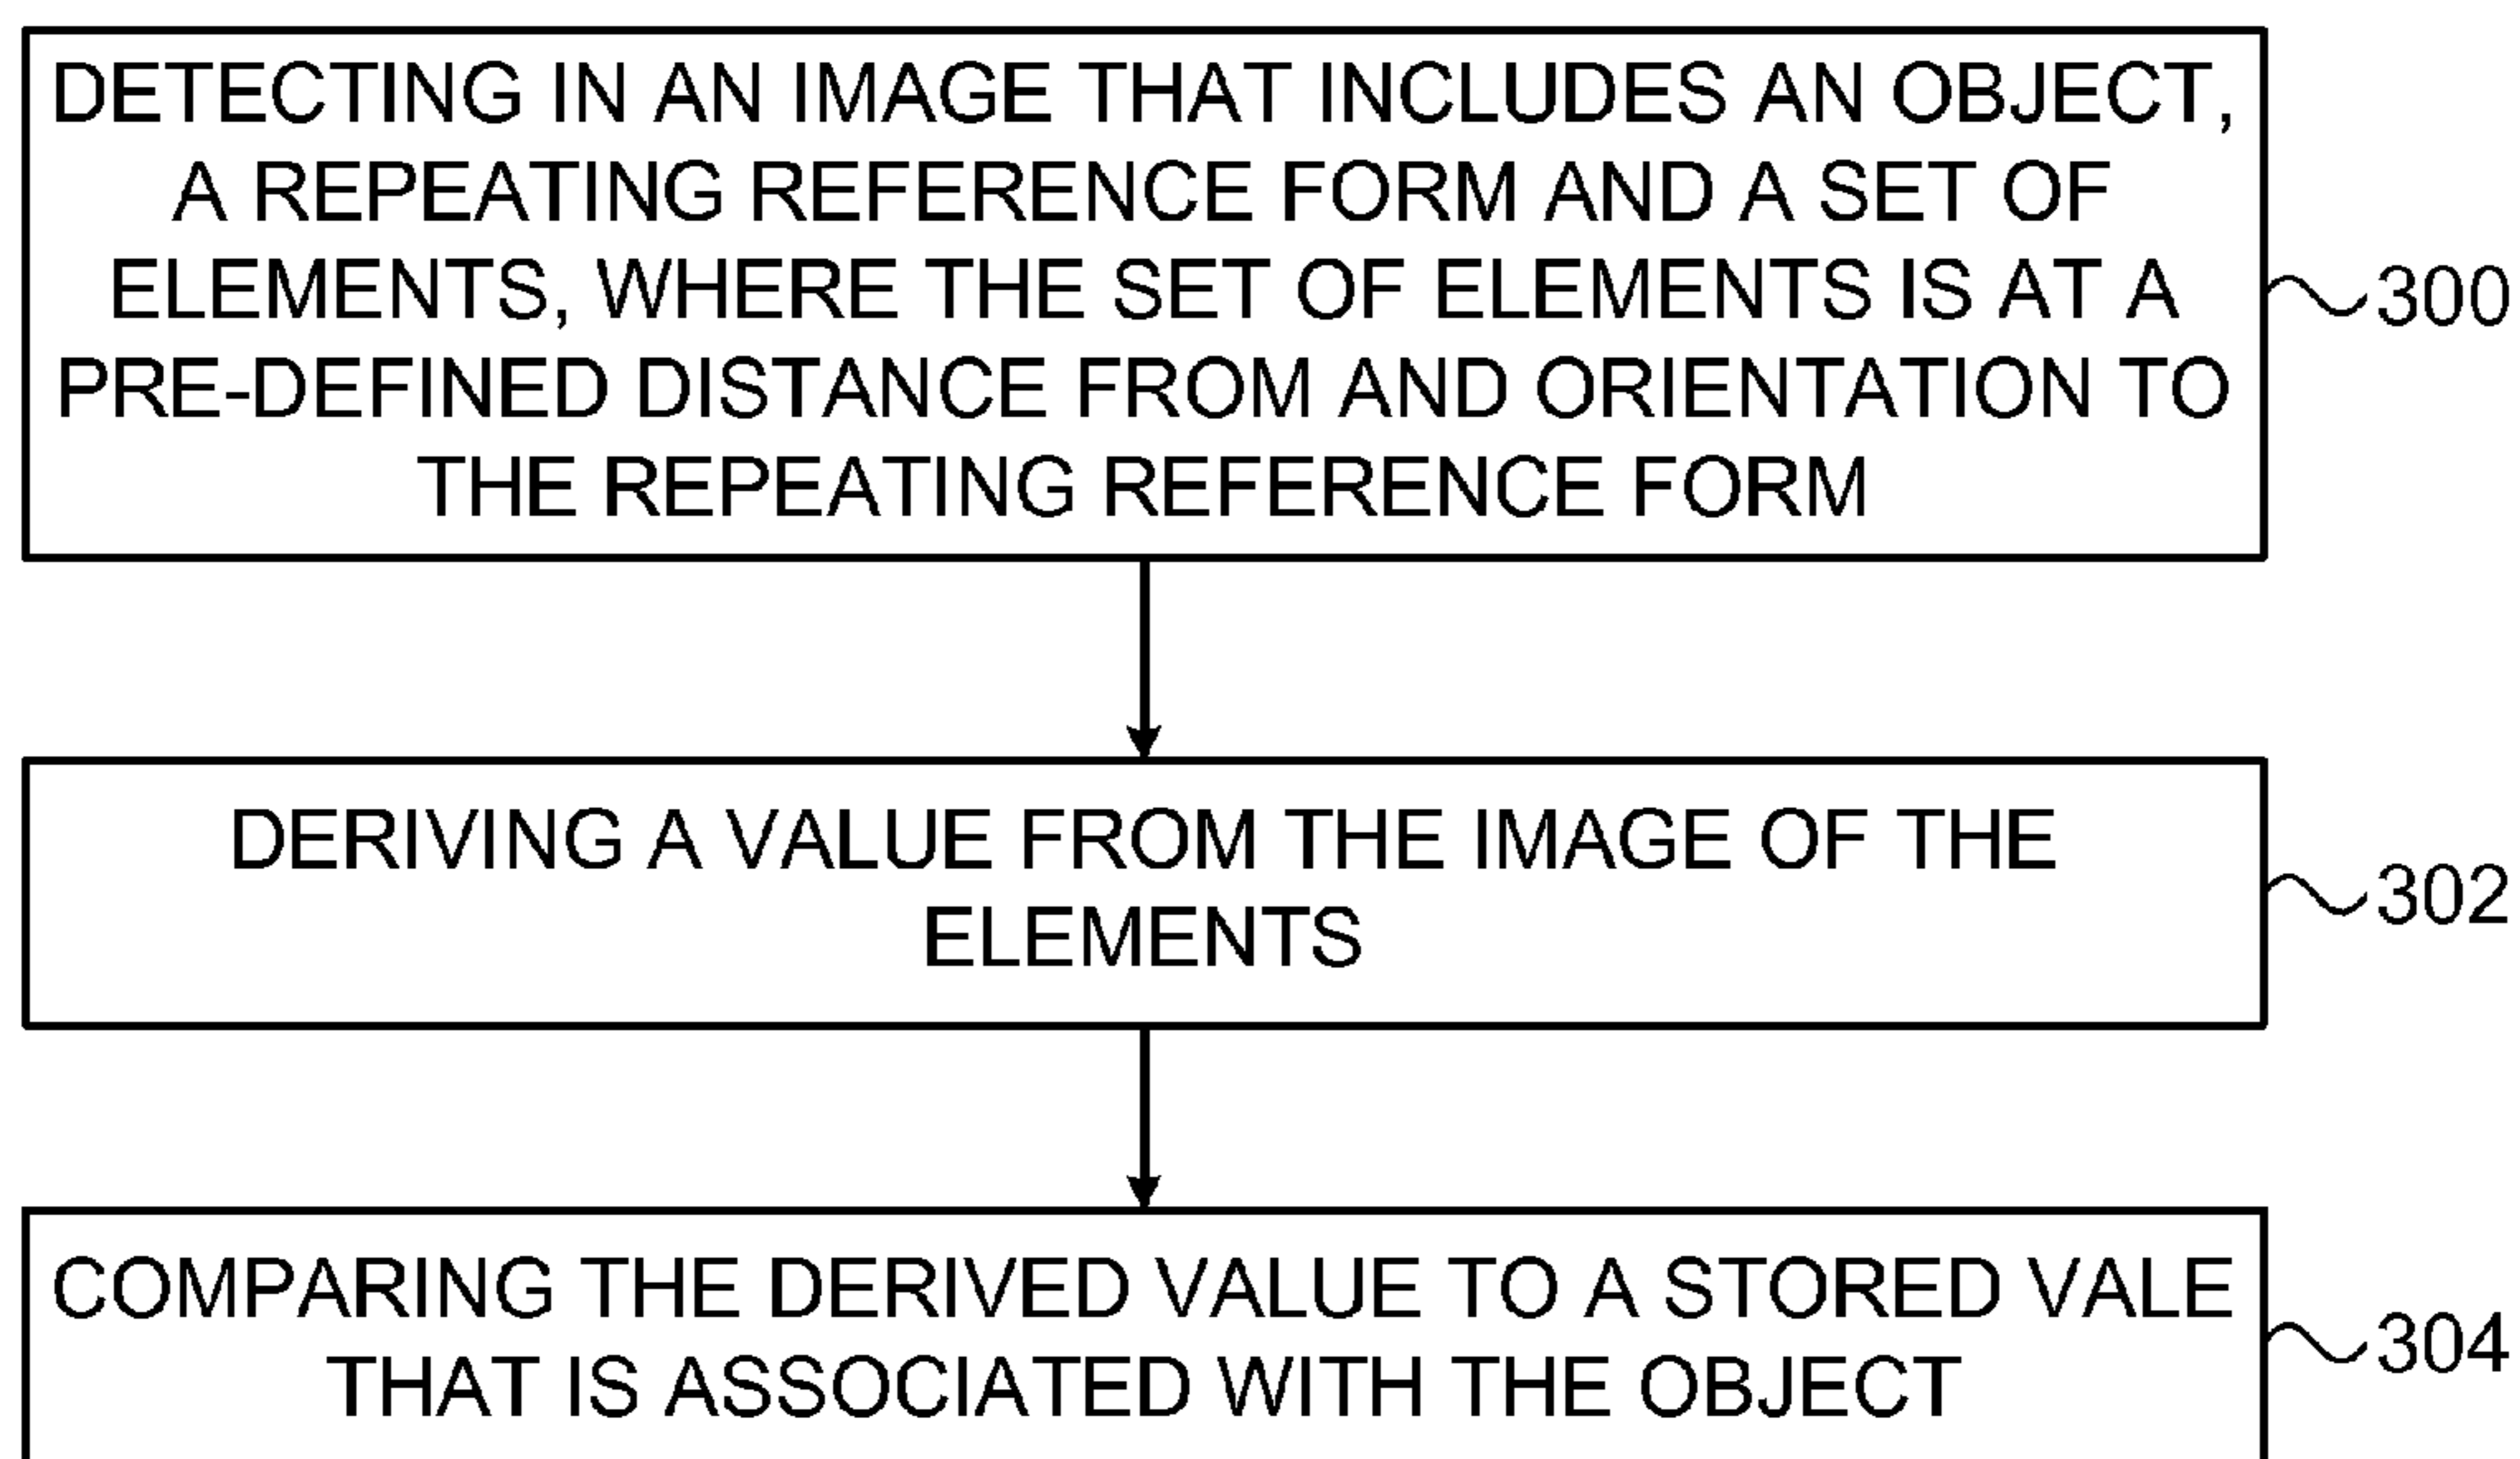 DETECTING IN AN IMAGE THAT INCLUDES AN OBJECT,
A REPEATING REFERENCE FORM AND A SET OF
ELEMENTS, WHERE THE SET OF ELEMENTS IS AT A
PRE-DEFINED DISTANCE FROM AND ORIENTATION TO
THE REPEATING REFERENCE FORM
300
DERIVING A VALUE FROM THE IMAGE OF THE
ELEMENTS
302
COMPARING THE DERIVED VALUE TO A STORED VALE
THAT IS ASSOCIATED WITH THE OBJECT
304